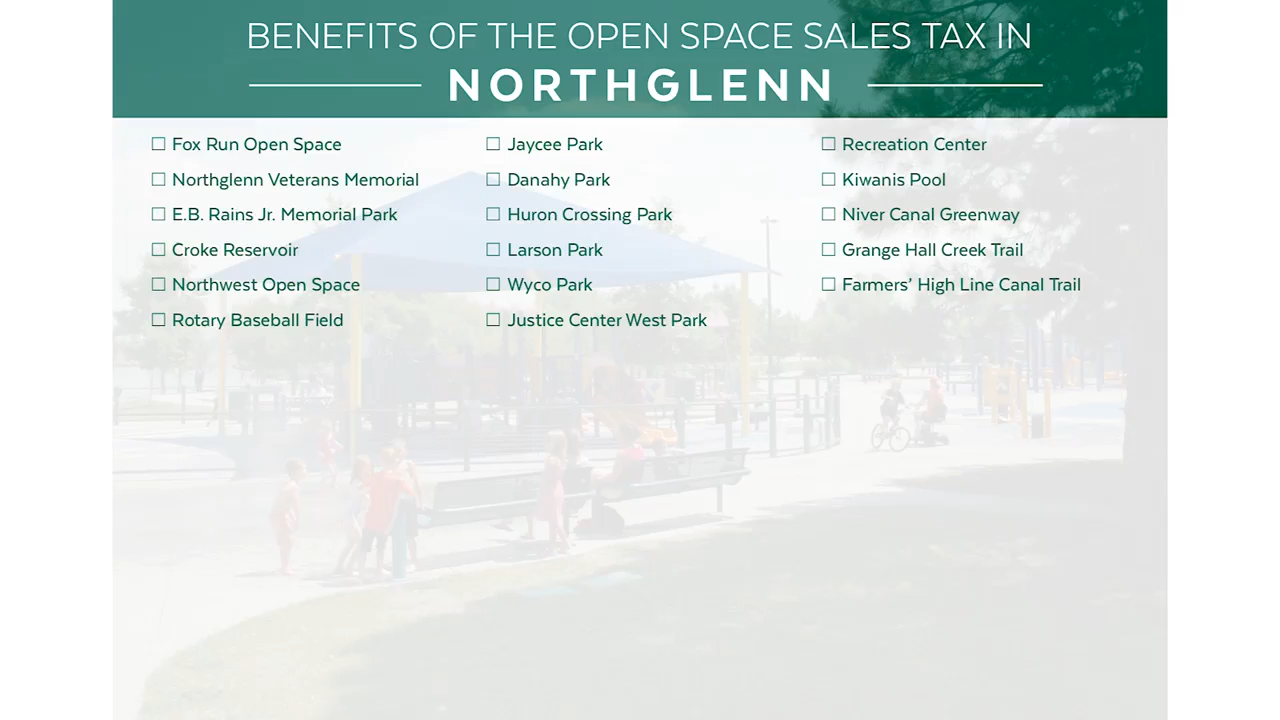 BENEFITS OF THE OPEN SPACE SALES TAX IN
NORTHGLENN
☐ Fox Run Open Space
☐ Northglenn Veterans Memorial
☐ E.B. Rains Jr. Memorial Park
☐ Croke Reservoir
☐ Northwest Open Space
☐ Rotary Baseball Field
☐ Jaycee Park
☐ Danahy Park
☐ Huron Crossing Park
☐ Larson Park
☐ Wyco Park
☐ Justice Center West Park
☐ Recreation Center
☐ Kiwanis Pool
☐ Niver Canal Greenway
☐ Grange Hall Creek Trail
☐ Farmers’ High Line Canal Trail